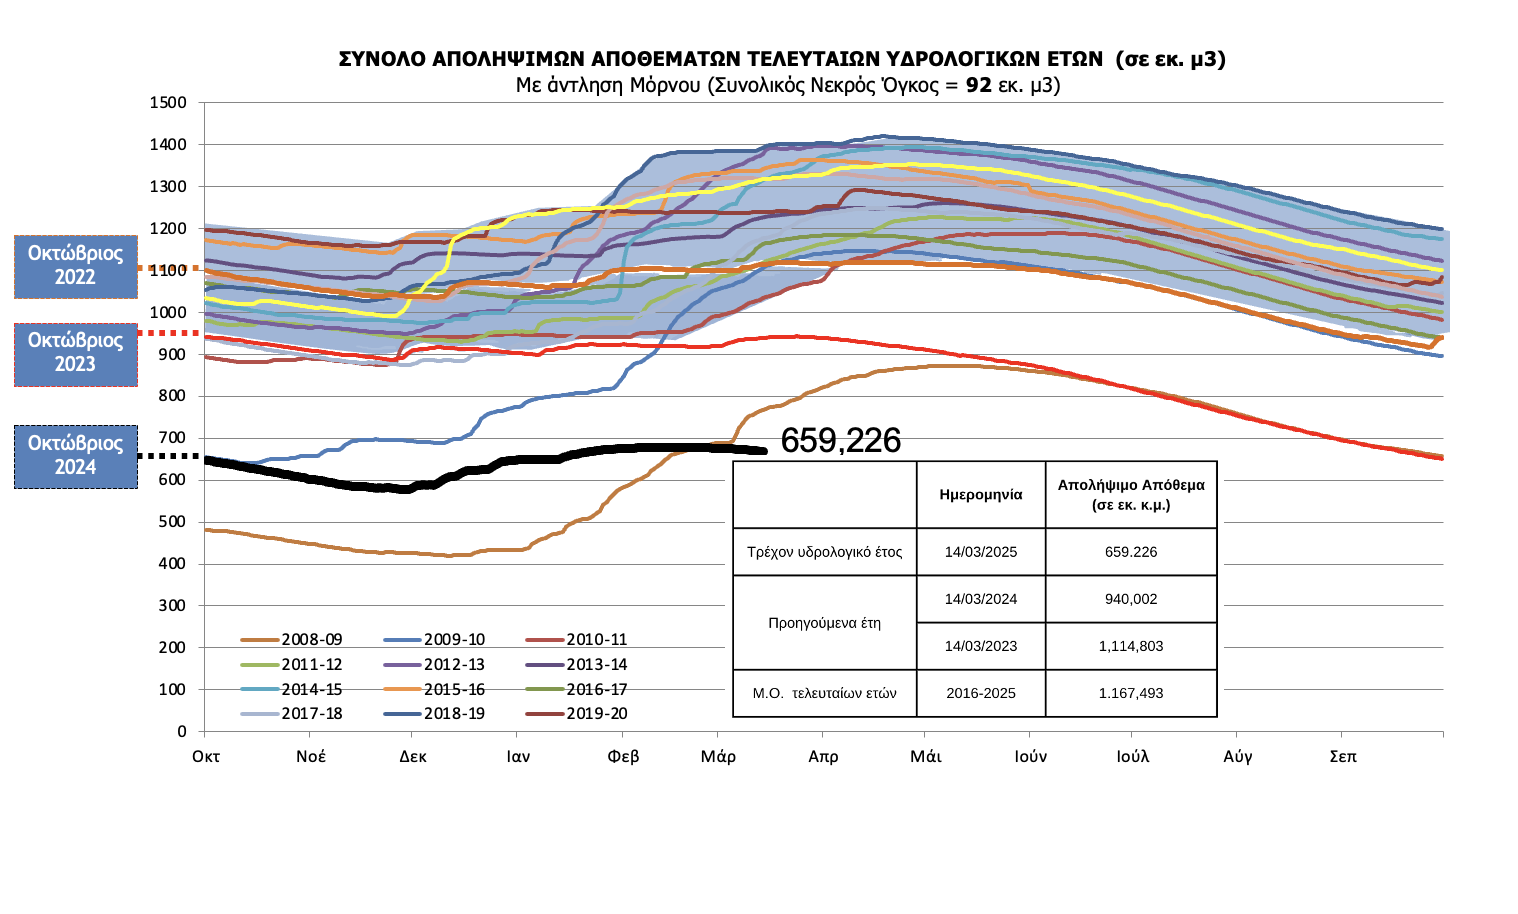 ΣΥΝΟΛΟ ΑΠΟΛΗΨΙΜΩΝ ΑΠΟΘΕΜΑΤΩΝ ΤΕΛΕΥΤΑΙΩΝ ΥΔΡΟΛΟΓΙΚΩΝ ΕΤΩΝ (σε εκ. μ3)
Με άντληση Μόρνου (Συνολικός Νεκρός Όγκος = 92 εκ. μ3)
1500
1400
1300
1200
1100
1000
900
800
700
600
500
400
300
200
100
0
Οκτώβριος
2022
Οκτώβριος
2023
Οκτώβριος
2024
659,226
Ημερομηνία
Απολήψιμο Απόθεμα
(σε εκ. κ.μ.)
Τρέχον υδρολογικό έτος 14/03/2025 659.226
Προηγούμενα έτη
14/03/2024 940,002
14/03/2023 1,114,803
Μ.Ο. τελευταίων ετών 2016-2025 1.167,493
2008-09 2009-10 2010-11
2011-12 2012-13 2013-14
2014-15 2015-16 2016-17
2017-18 2018-19 2019-20
Οκτ Νοέ Δεκ Ιαν Φεβ Μάρ Απρ Μάι Ιούν Ιούλ Αύγ Σεπ